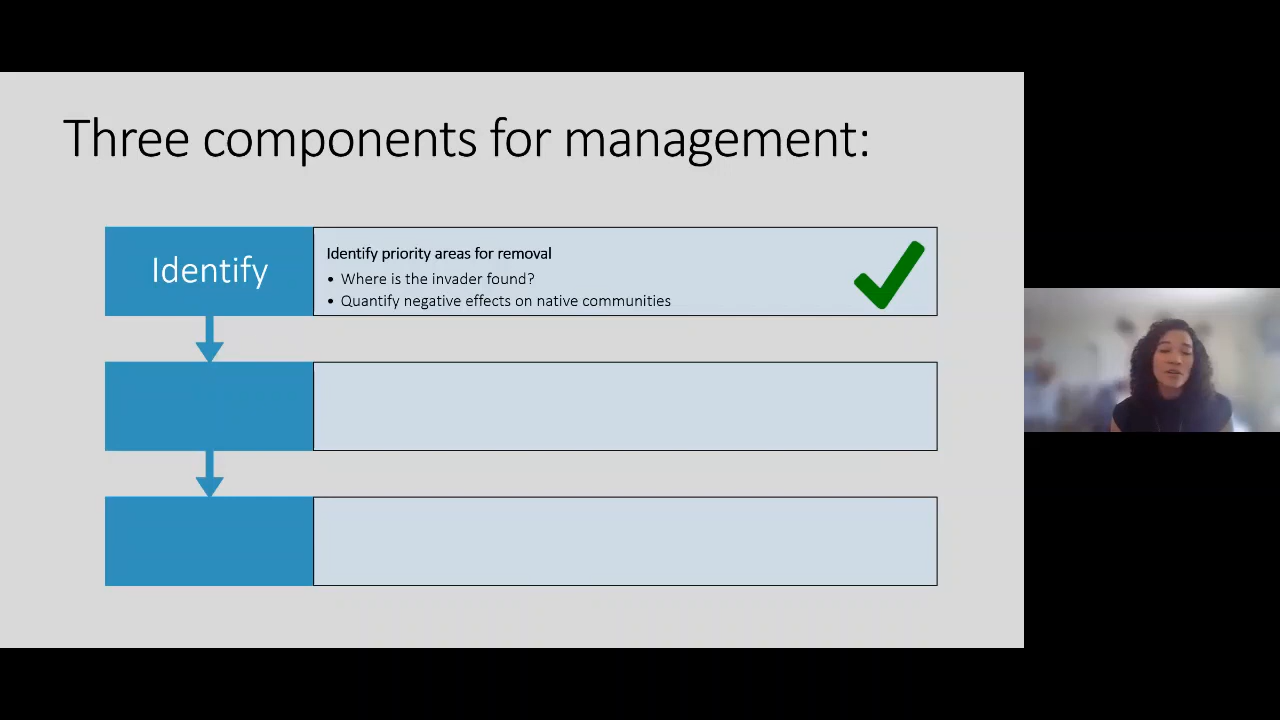 Three components for management:
Identify
Identify priority areas for removal
• Where is the invader found?
• Quantify negative effects on native communities